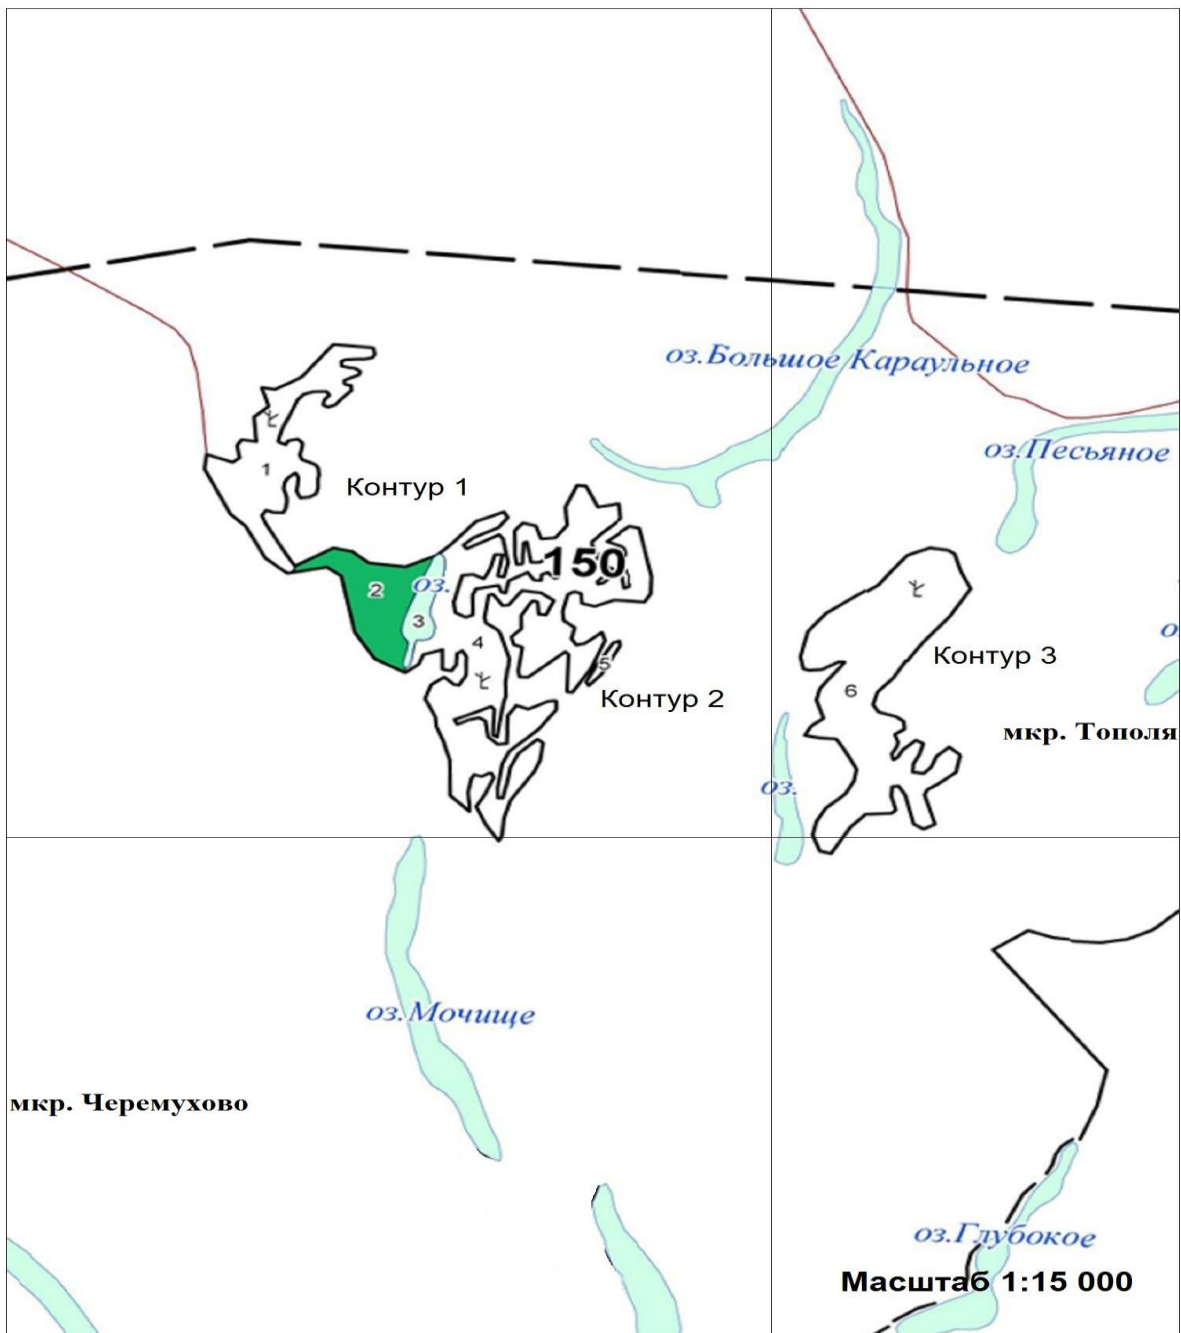 оз.Большое Караульное
оз.Песьяное
1
Контур 1
150
2
оз.
3
4
5
Контур 2
Контур 3
6
мкр. Тополя
оз.
оз.Мочище
мкр. Черемухово
оз.Глубокое
Масштаб 1:15 000